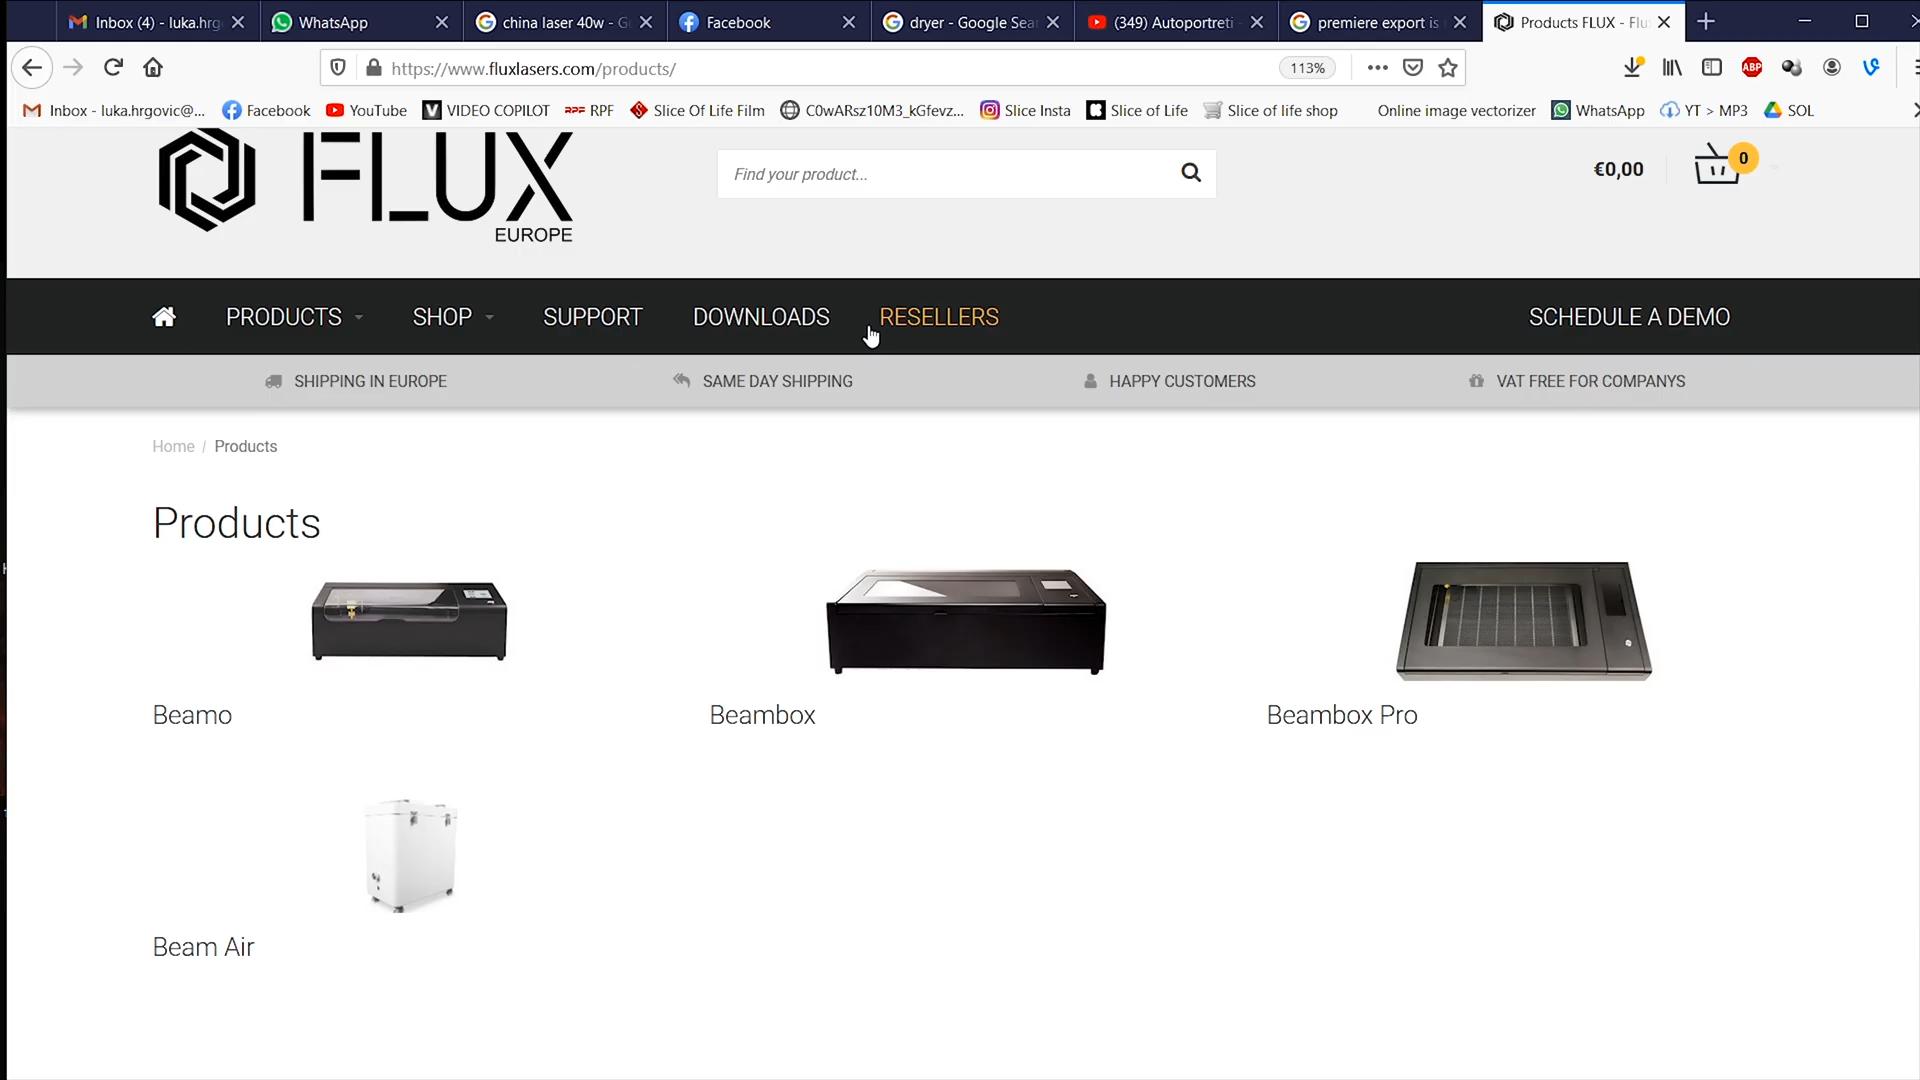 Inbox (4) - luka.hrg
WhatsApp
china laser 40w - G
Facebook
dryer - Google Sea
(349) Autoportreti -
premiere export is
Products FLUX - Flu
https://www.fluxlasers.com/products/
113%
ABP
Inbox - luka.hrgovic@...
Facebook
YouTube
VIDEO COPILOT
RPF
Slice Of Life Film
C0wARsz10M3_kGfevz...
Slice Insta
Slice of Life
Slice of life shop
Online image vectorizer
WhatsApp
YT > MP3
SOL
FLUX
EUROPE
Find your product...
€0,00
0
PRODUCTS
SHOP
SUPPORT
DOWNLOADS
RESELLERS
SCHEDULE A DEMO
SHIPPING IN EUROPE
SAME DAY SHIPPING
HAPPY CUSTOMERS
VAT FREE FOR COMPANYS
Home / Products
Products
Beamo
Beambox
Beambox Pro
Beam Air